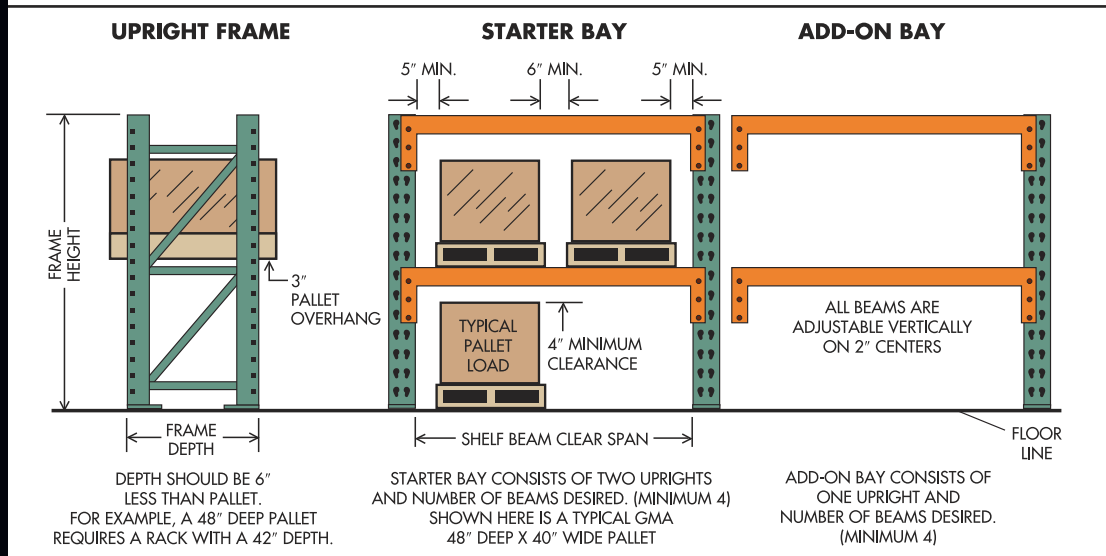 UPRIGHT FRAME
STARTER BAY
ADD-ON BAY
5" MIN.
6" MIN.
5" MIN.
FRAME
HEIGHT
3"
PALLET
OVERHANG
TYPICAL
PALLET
LOAD
4" MINIMUM
CLEARANCE
ALL BEAMS ARE
ADJUSTABLE VERTICALLY
ON 2" CENTERS
FRAME
DEPTH
SHELF BEAM CLEAR SPAN
FLOOR
LINE
DEPTH SHOULD BE 6"
LESS THAN PALLET.
FOR EXAMPLE, A 48" DEEP PALLET
REQUIRES A RACK WITH A 42" DEPTH.
STARTER BAY CONSISTS OF TWO UPRIGHTS
AND NUMBER OF BEAMS DESIRED. (MINIMUM 4)
SHOWN HERE IS A TYPICAL GMA
48" DEEP X 40" WIDE PALLET
ADD-ON BAY CONSISTS OF
ONE UPRIGHT AND
NUMBER OF BEAMS DESIRED.
(MINIMUM 4)